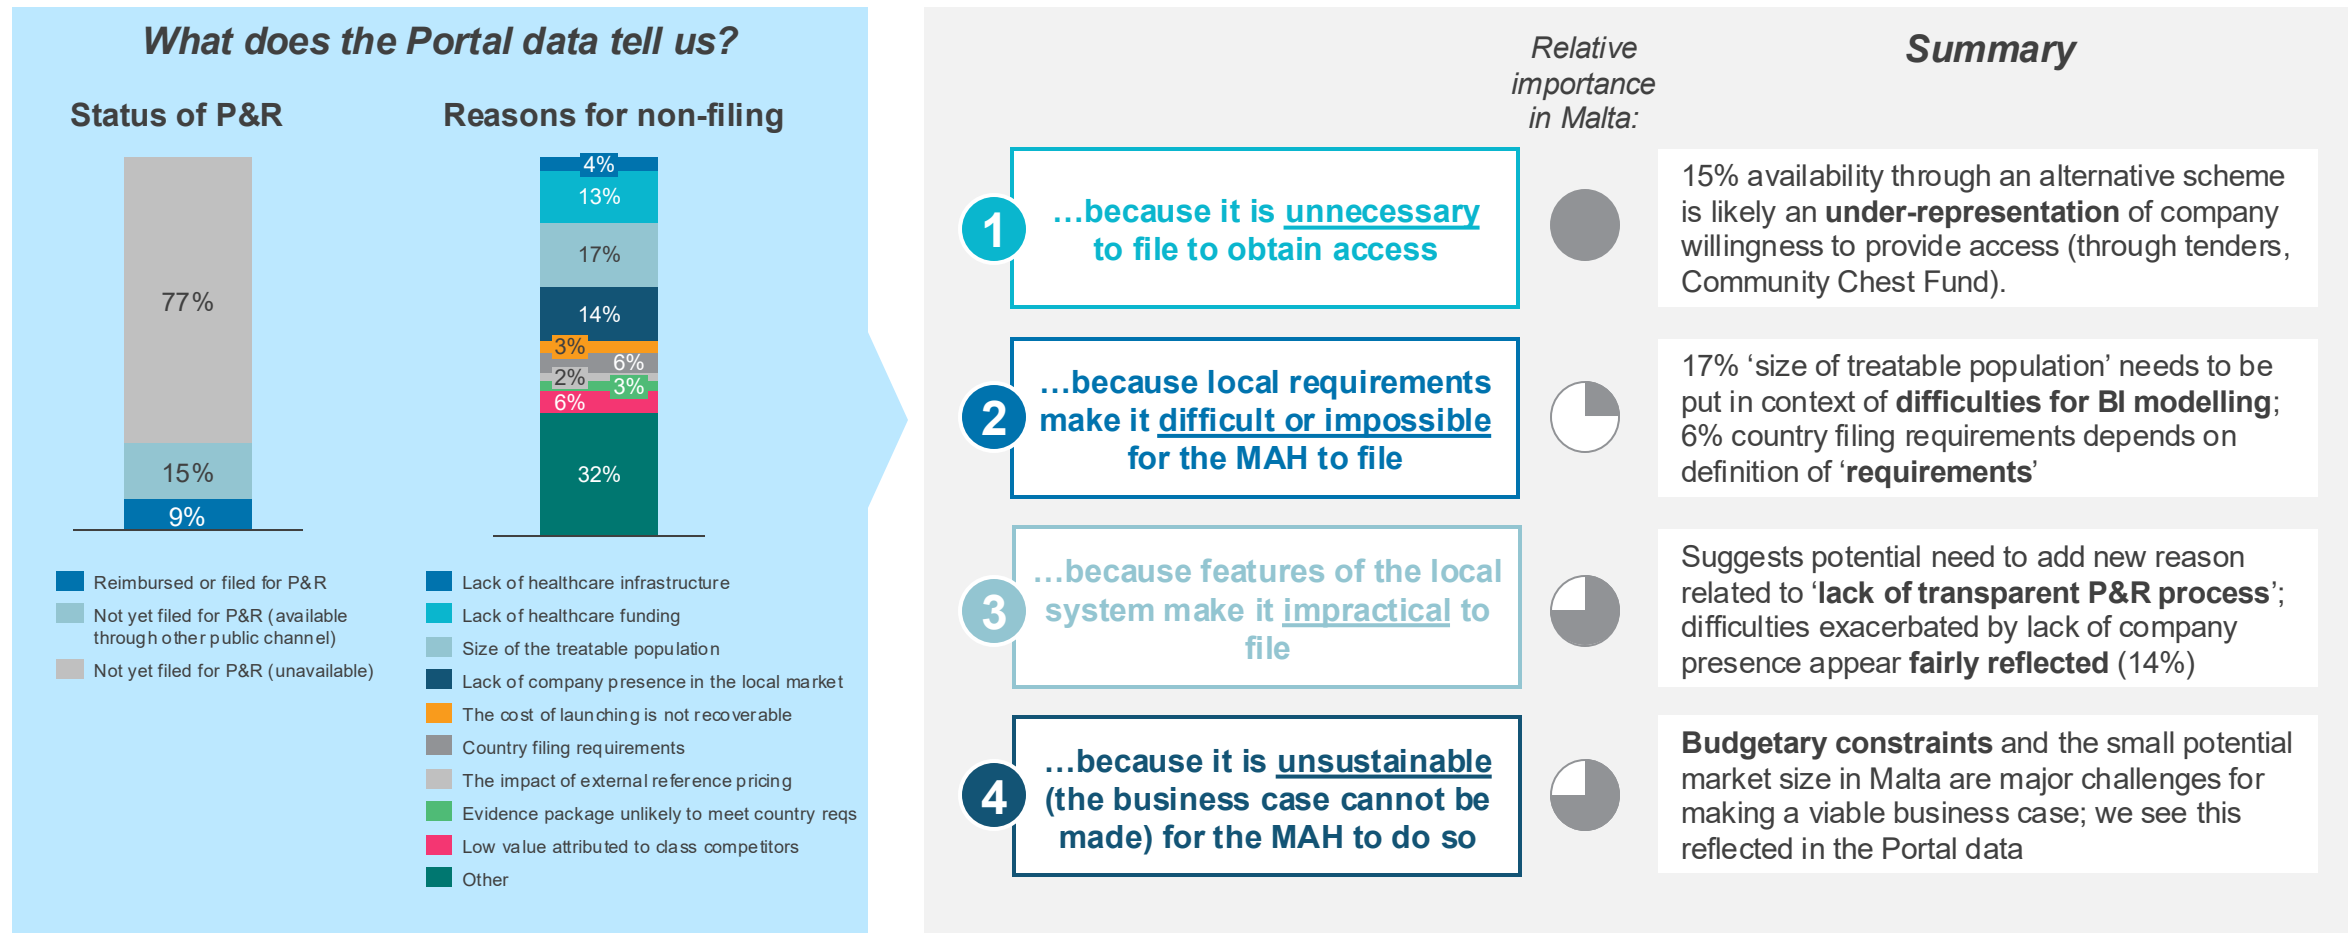 What does the Portal data tell us?
Status of P&R
77%
15%
9%
Reimbursed or filed for P&R
Not yet filed for P&R (available
through other public channel)
Not yet filed for P&R (unavailable)
Reasons for non-filing
4%
13%
17%
14%
3%
6%
2%
3%
6%
32%
Lack of healthcare infrastructure
Lack of healthcare funding
Size of the treatable population
Lack of company presence in the local market
The cost of launching is not recoverable
Country filing requirements
The impact of external reference pricing
Evidence package unlikely to meet country reqs
Low value attributed to class competitors
Other
Relative
importance
in Malta:
Summary
1
…because it is unnecessary
to file to obtain access
15% availability through an alternative scheme
is likely an under-representation of company
willingness to provide access (through tenders,
Community Chest Fund).
2
…because local requirements
make it difficult or impossible
for the MAH to file
17% ‘size of treatable population’ needs to be
put in context of difficulties for BI modelling;
6% country filing requirements depends on
definition of ‘requirements’
3
…because features of the local
system make it impractical to
file
Suggests potential need to add new reason
related to ‘lack of transparent P&R process’;
difficulties exacerbated by lack of company
presence appear fairly reflected (14%)
4
…because it is unsustainable
(the business case cannot be
made) for the MAH to do so
Budgetary constraints and the small potential
market size in Malta are major challenges for
making a viable business case; we see this
reflected in the Portal data